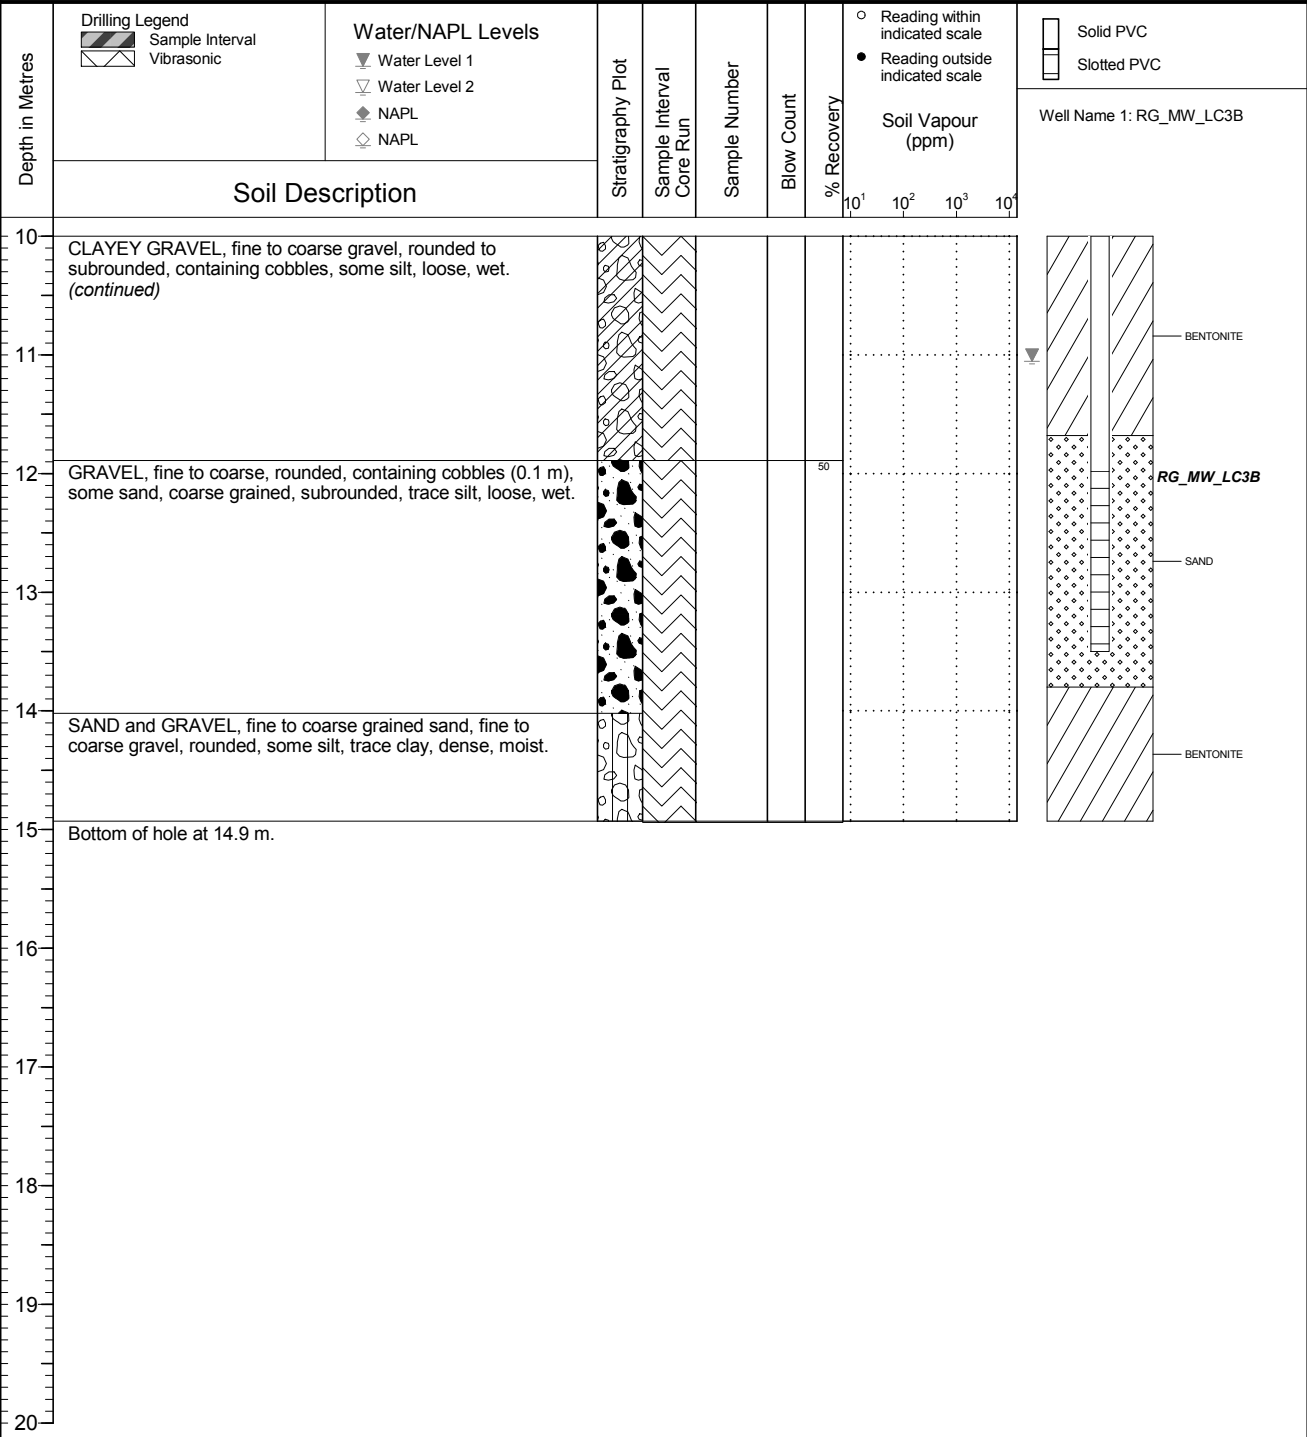 Depth in Metres
Drilling Legend
Sample Interval
Vibrasonic
Water/NAPL Levels
Water Level 1
Water Level 2
NAPL
NAPL
Soil Description
Stratigraphy Plot
Sample Interval
Core Run
Sample Number
Blow Count
% Recovery
Reading within
indicated scale
Reading outside
indicated scale
Soil Vapour
(ppm)
10¹ 10² 10³ 10⁴
Solid PVC
Slotted PVC
Well Name 1: RG_MW_LC3B
10
CLAYEY GRAVEL, fine to coarse gravel, rounded to
subrounded, containing cobbles, some silt, loose, wet.
(continued)
BENTONITE
11
50
12
GRAVEL, fine to coarse, rounded, containing cobbles (0.1 m),
some sand, coarse grained, subrounded, trace silt, loose, wet.
RG_MW_LC3B
SAND
13
14
SAND and GRAVEL, fine to coarse grained sand, fine to
coarse gravel, rounded, some silt, trace clay, dense, moist.
BENTONITE
15
Bottom of hole at 14.9 m.
16
17
18
19
20